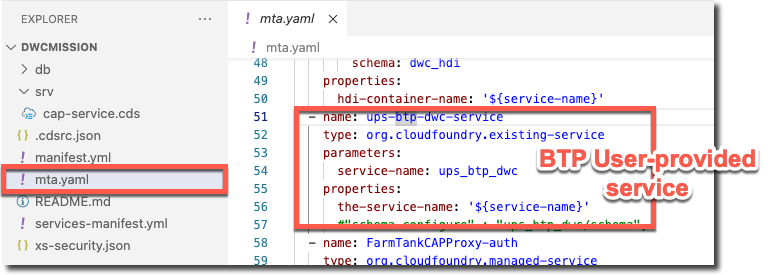 EXPLORER
...
DWCMISSION
db
srv
cap-service.cds
{} .cdsrc.json
! manifest.yml
! mta.yaml
README.md
! services-manifest.yml
{} xs-security.json
! mta.yaml ×
! mta.yaml
48 schema: dwc_hdi
49 properties:
50 hdi-container-name: '${service-name}'
51 - name: ups-btp-dwc-service
52 type: org.cloudfoundry.existing-service
53 parameters:
54 service-name: ups_btp_dwc
55 properties:
56 the-service-name: '${service-name}'
57 #"schema configure" : "ups_btp_dwc/schema"
58 - name: FarmTankCAPProxy-auth
59 type: org.cloudfoundry.managed-service
BTP User-provided
service